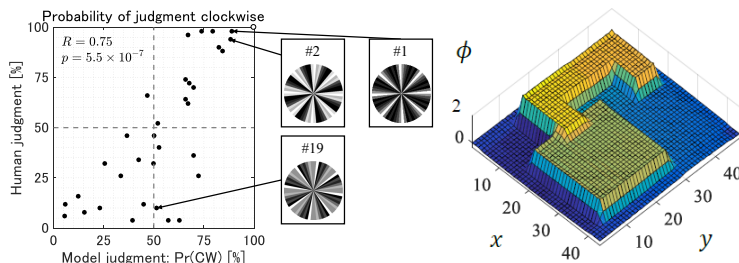 Probability of judgment clockwise
R = 0.75
p = 5.5 × 10⁻⁷
Human judgment [%]
100
75
50
25
0
0 25 50 75 100
Model judgment: Pr(CW) [%]
#2
#1
#19
ϕ
2
0
10
20
30
40
x
10
20
30
40
y